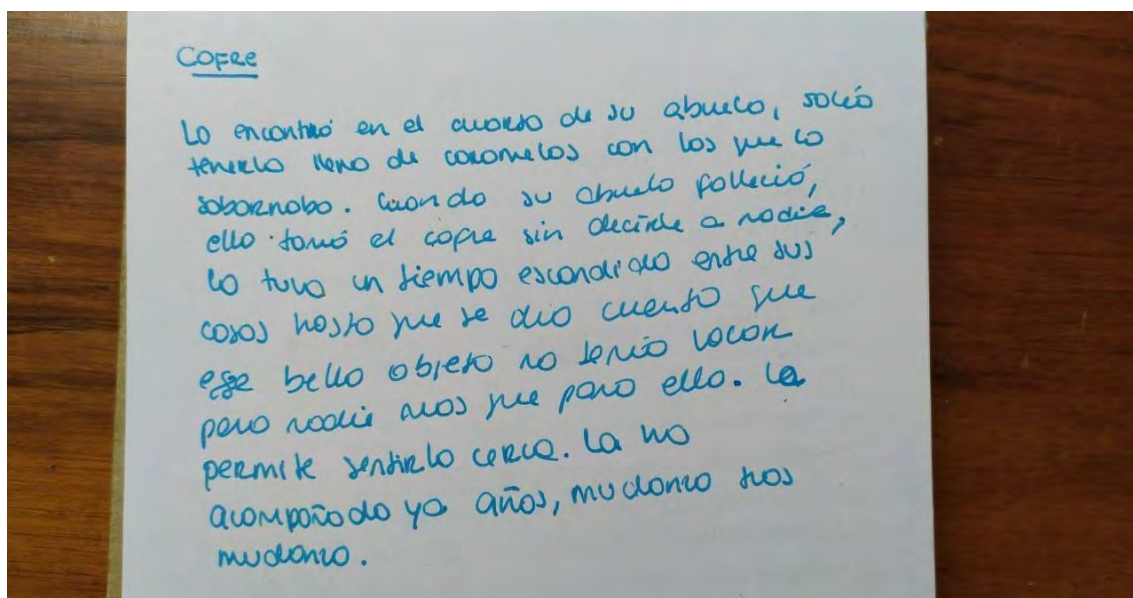 Cofre
Lo encontró en el cuarto de su abuelo, solía
tenerlo lleno de caramelos con los que lo
sobornaba. Cuando su abuelo falleció,
ella tomó el cofre sin decirle a nadie,
lo tuvo un tiempo escondido entre sus
cosas hasta que se dio cuenta que
ese bello objeto no tenía valor
para nadie más que para ella. Le
permite sentirlo cerca. La ha
acompañado ya años, mudanza tras
mudanza.